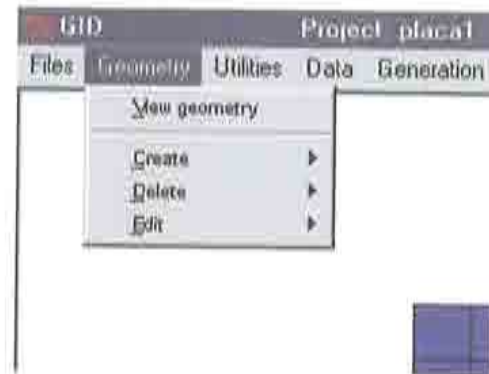 GID Project placa1
Files Geometry Utilities Data Generation
View geometry
Create
Delete
Edit